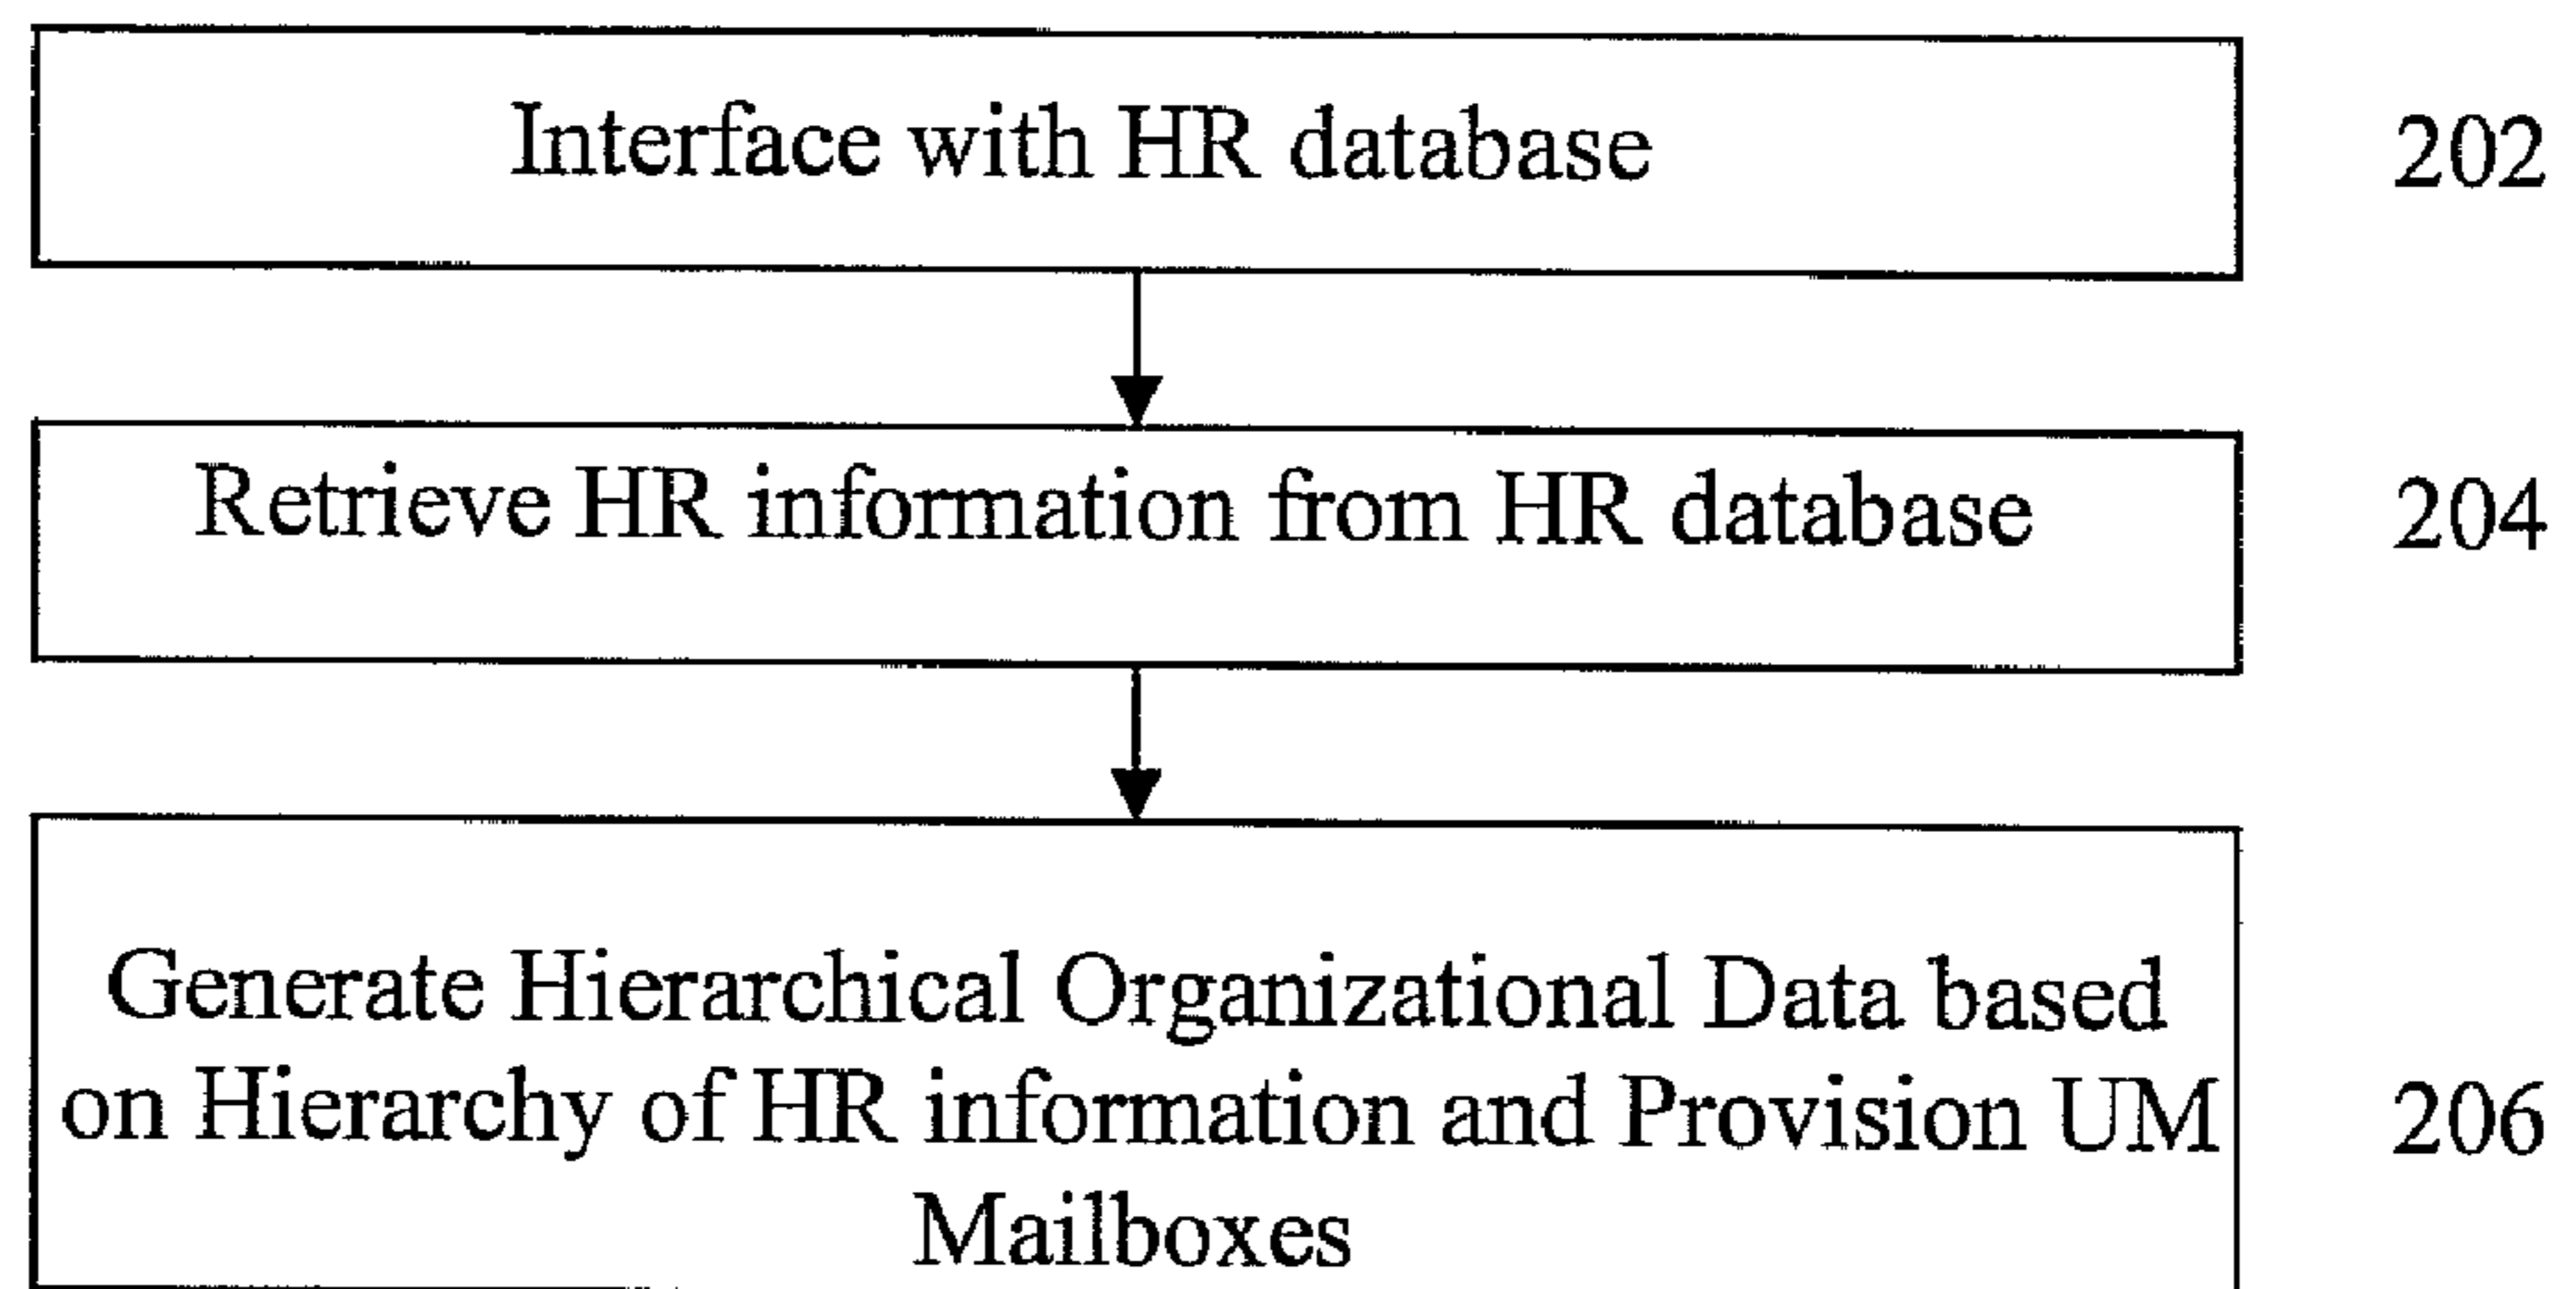 Interface with HR database
202
Retrieve HR information from HR database
204
Generate Hierarchical Organizational Data based
on Hierarchy of HR information and Provision UM
Mailboxes
206